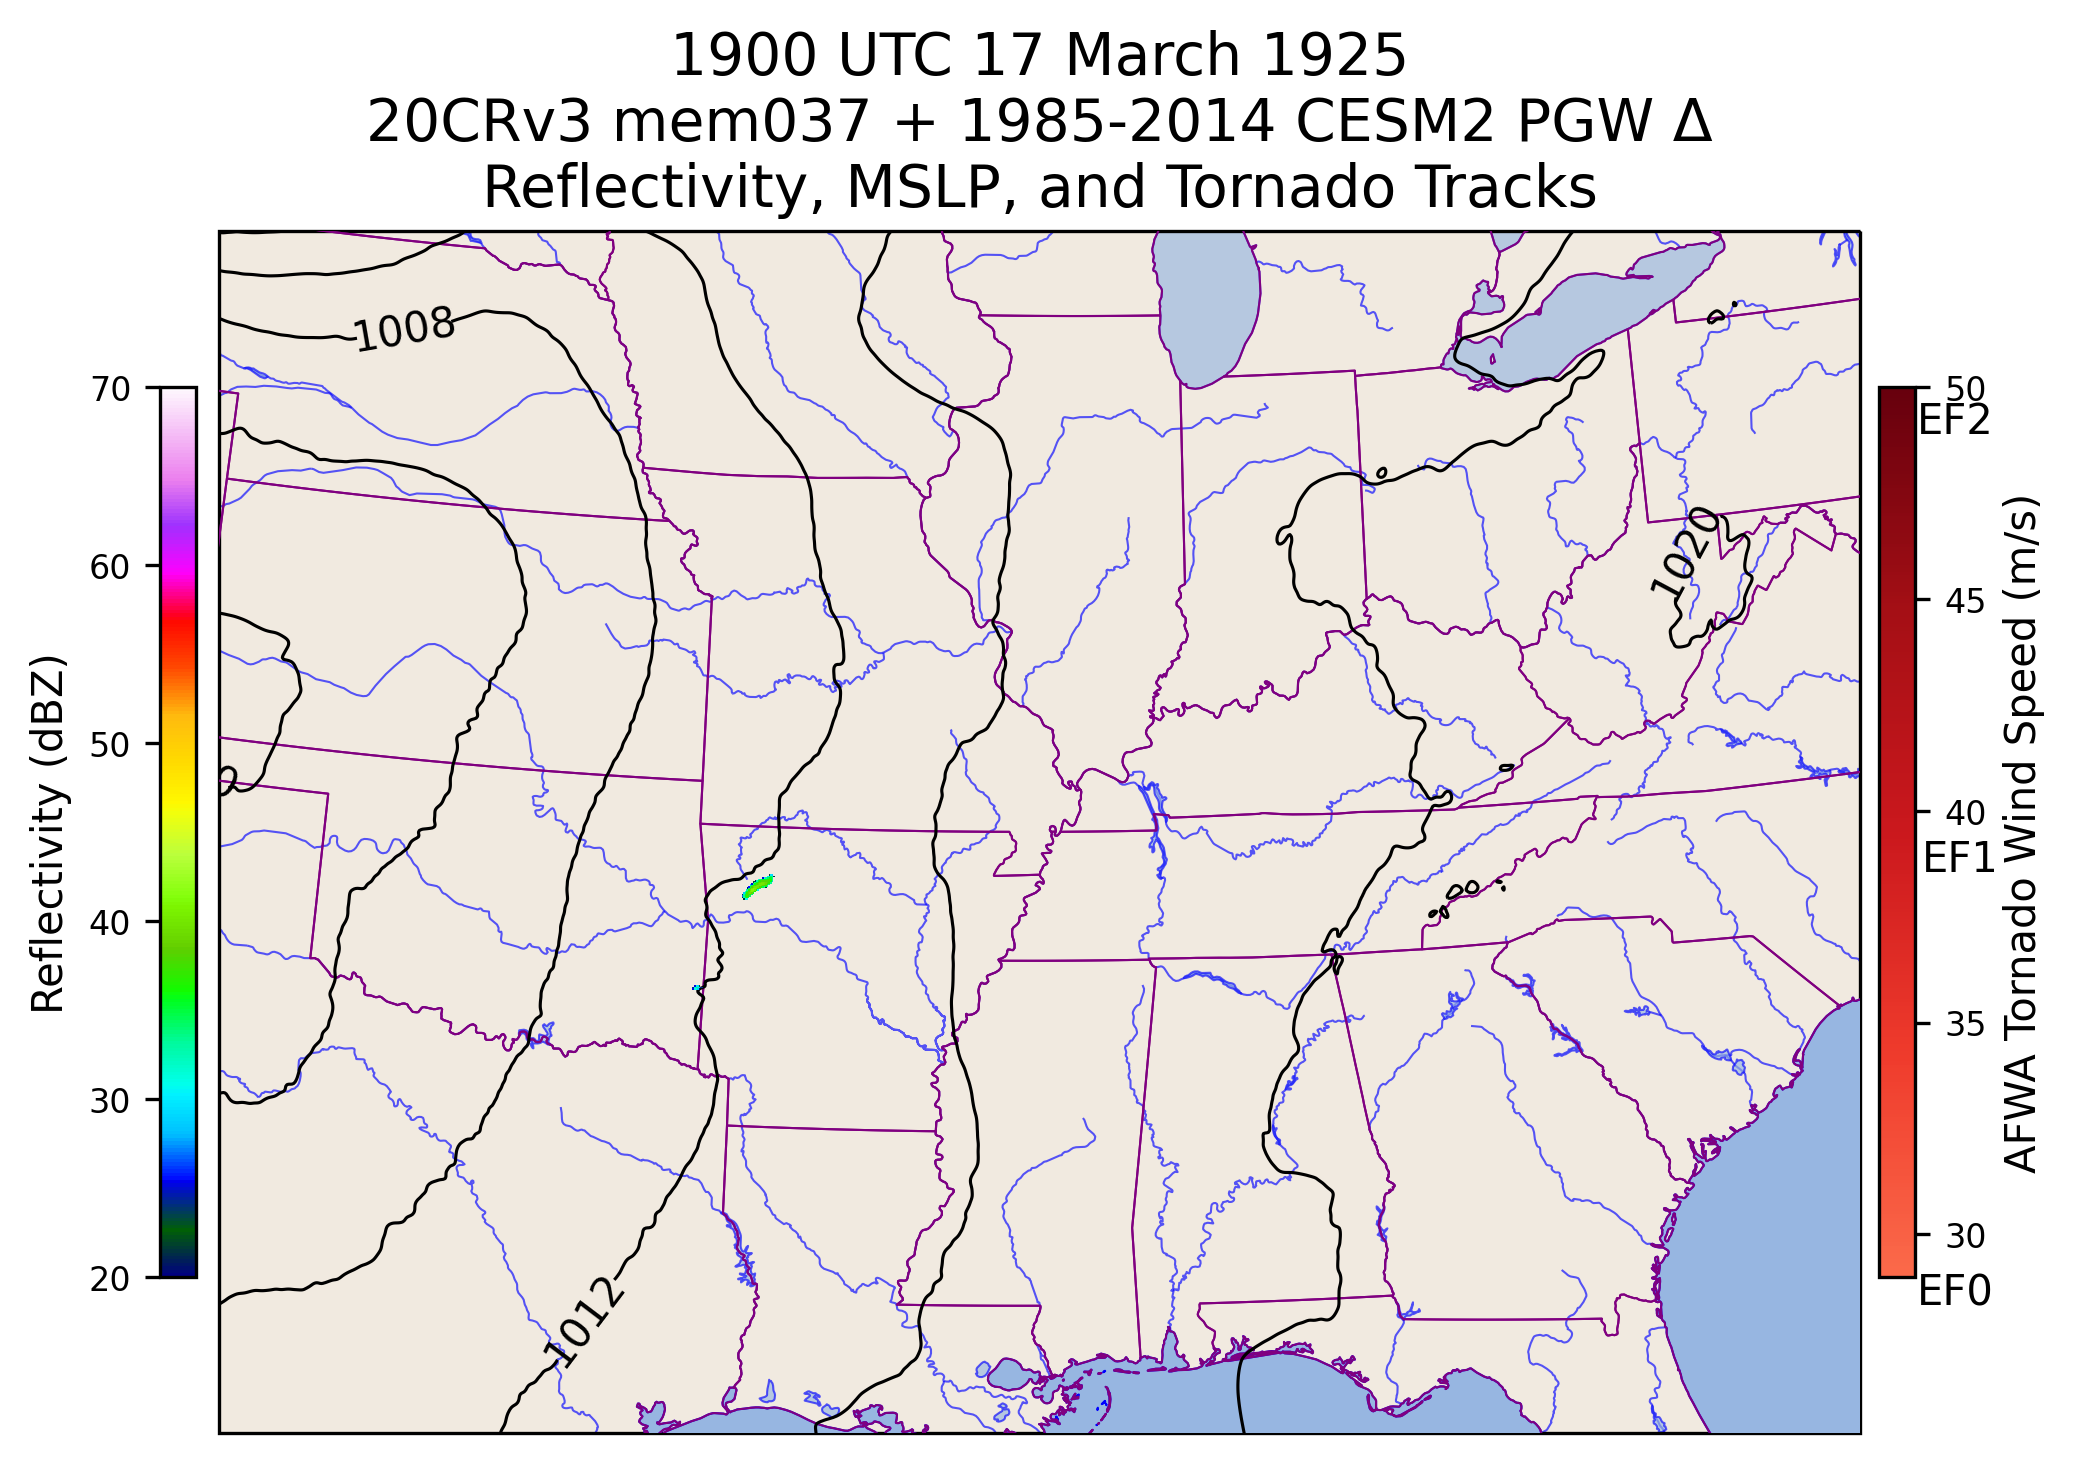 1900 UTC 17 March 1925
20CRv3 mem037 + 1985-2014 CESM2 PGW Δ
Reflectivity, MSLP, and Tornado Tracks
1008
1020
1012
70
60
50
40
30
20
Reflectivity (dBZ)
50
EF2
45
40
EF1
35
30
EF0
AFWA Tornado Wind Speed (m/s)